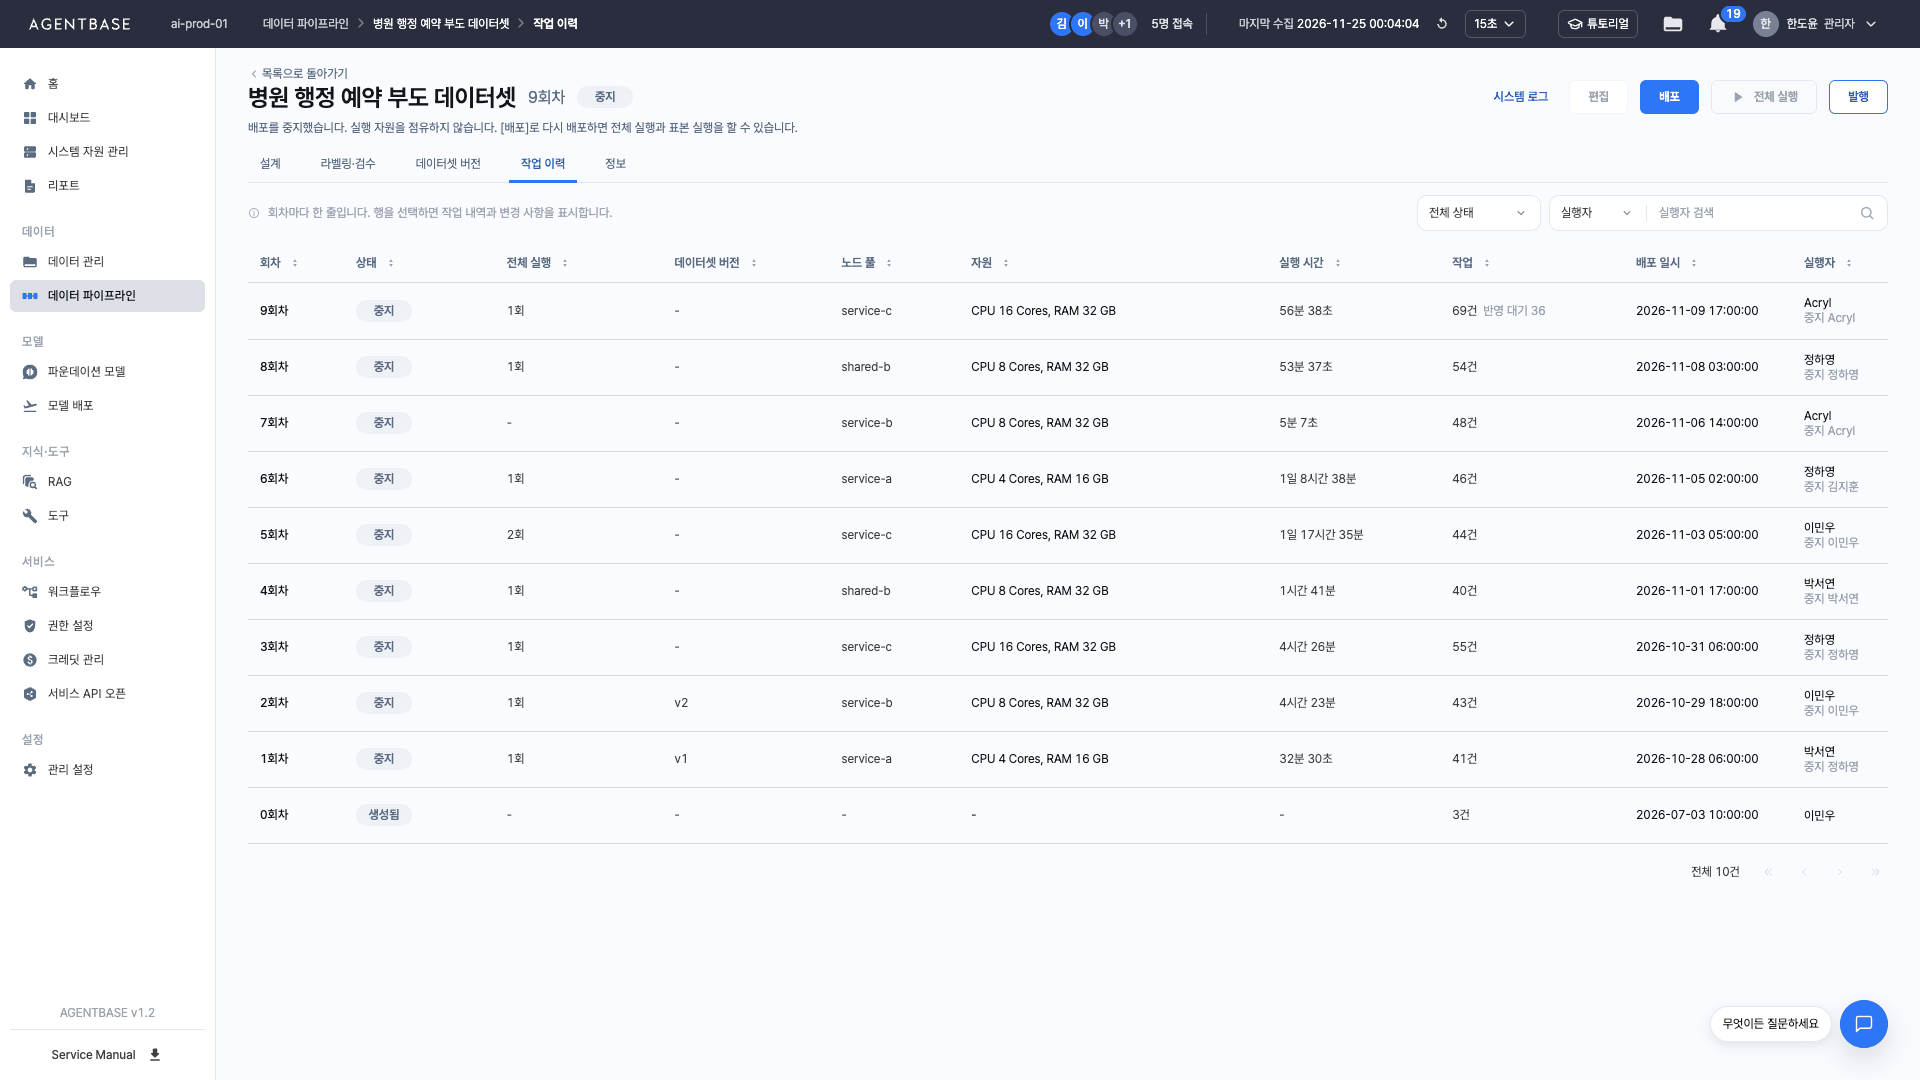 AGENTBASE
ai-prod-01
데이터 파이프라인 > 병원 행정 예약 부도 데이터셋 > 작업 이력
김 이 박 +1 5명 접속
마지막 수집 2026-11-25 00:04:04
15초
튜토리얼
19
한 한도윤 관리자
홈
대시보드
시스템 자원 관리
리포트
데이터
데이터 관리
데이터 파이프라인
모델
파운데이션 모델
모델 배포
지식·도구
RAG
도구
서비스
워크플로우
권한 설정
크레딧 관리
서비스 API 오픈
설정
관리 설정
AGENTBASE v1.2
Service Manual
목록으로 돌아가기
병원 행정 예약 부도 데이터셋 9회차 중지
시스템 로그 편집 배포 전체 실행 발행
배포를 중지했습니다. 실행 자원을 점유하지 않습니다. [배포]로 다시 배포하면 전체 실행과 표본 실행을 할 수 있습니다.
설계 라벨링·검수 데이터셋 버전 작업 이력 정보
회차마다 한 줄입니다. 행을 선택하면 작업 내역과 변경 사항을 표시합니다.
전체 상태 실행자 실행자 검색
회차 상태 전체 실행 데이터셋 버전 노드 풀 자원 실행 시간 작업 배포 일시 실행자
9회차 중지 1회 - service-c CPU 16 Cores, RAM 32 GB 56분 38초 69건 반영 대기 36 2026-11-09 17:00:00 Acryl
중지 Acryl
8회차 중지 1회 - shared-b CPU 8 Cores, RAM 32 GB 53분 37초 54건 2026-11-08 03:00:00 정하영
중지 정하영
7회차 중지 - - service-b CPU 8 Cores, RAM 32 GB 5분 7초 48건 2026-11-06 14:00:00 Acryl
중지 Acryl
6회차 중지 1회 - service-a CPU 4 Cores, RAM 16 GB 1일 8시간 38분 46건 2026-11-05 02:00:00 정하영
중지 김지훈
5회차 중지 2회 - service-c CPU 16 Cores, RAM 32 GB 1일 17시간 35분 44건 2026-11-03 05:00:00 이민우
중지 이민우
4회차 중지 1회 - shared-b CPU 8 Cores, RAM 32 GB 1시간 41분 40건 2026-11-01 17:00:00 박서연
중지 박서연
3회차 중지 1회 - service-c CPU 16 Cores, RAM 32 GB 4시간 26분 55건 2026-10-31 06:00:00 정하영
중지 정하영
2회차 중지 1회 v2 service-b CPU 8 Cores, RAM 32 GB 4시간 23분 43건 2026-10-29 18:00:00 이민우
중지 이민우
1회차 중지 1회 v1 service-a CPU 4 Cores, RAM 16 GB 32분 30초 41건 2026-10-28 06:00:00 박서연
중지 정하영
0회차 생성됨 - - - - - 3건 2026-07-03 10:00:00 이민우
전체 10건
무엇이든 질문하세요